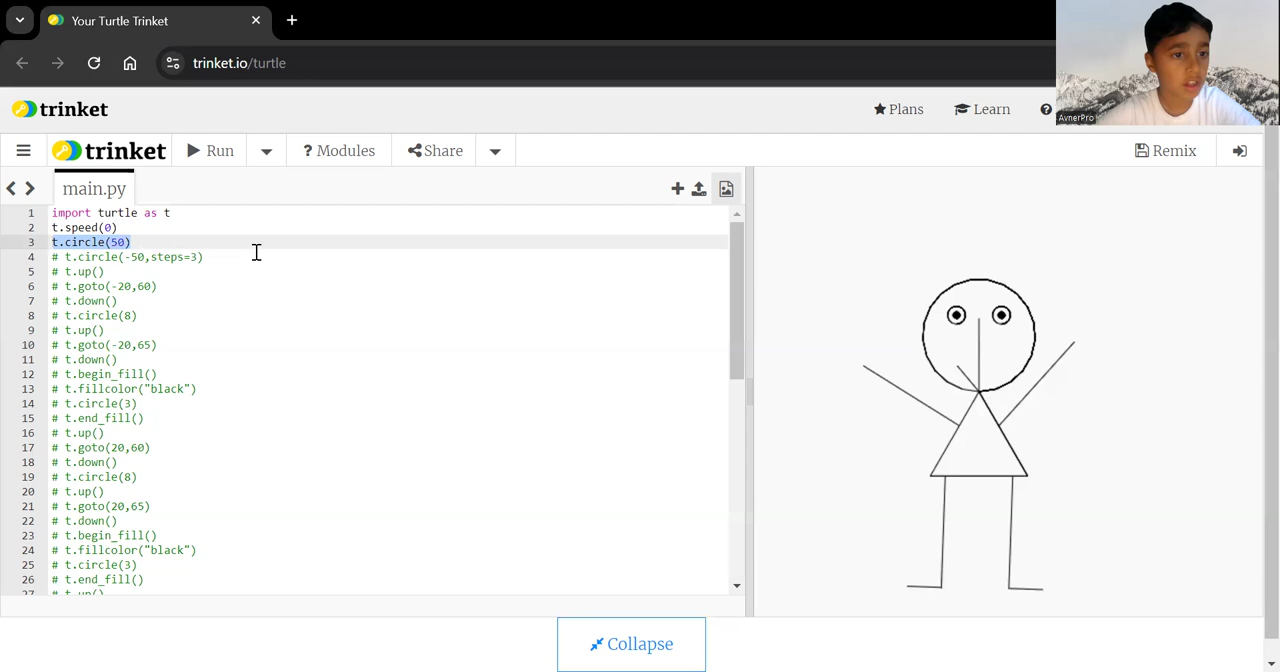 Your Turtle Trinket
trinket.io/turtle
AvnerPro
trinket
Plans
Learn
trinket
Run
? Modules
Share
Remix
main.py
1 import turtle as t
2 t.speed(0)
3 t.circle(50)
4 # t.circle(-50,steps=3)
5 # t.up()
6 # t.goto(-20,60)
7 # t.down()
8 # t.circle(8)
9 # t.up()
10 # t.goto(-20,65)
11 # t.down()
12 # t.begin_fill()
13 # t.fillcolor("black")
14 # t.circle(3)
15 # t.end_fill()
16 # t.up()
17 # t.goto(20,60)
18 # t.down()
19 # t.circle(8)
20 # t.up()
21 # t.goto(20,65)
22 # t.down()
23 # t.begin_fill()
24 # t.fillcolor("black")
25 # t.circle(3)
26 # t.end_fill()
27 # t.up()
Collapse